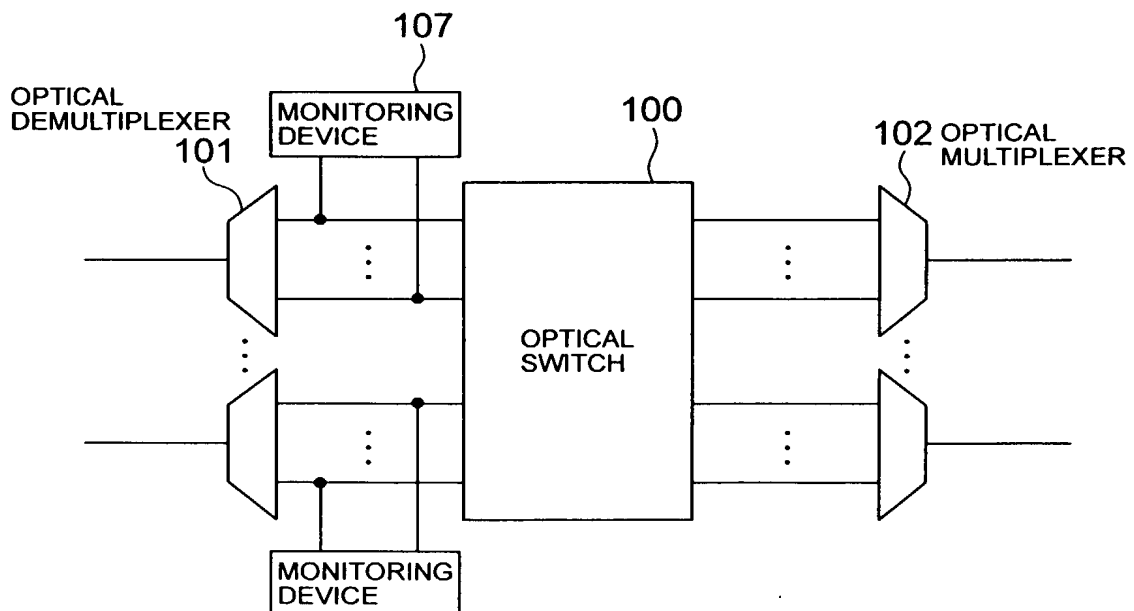 107
OPTICAL
DEMULTIPLEXER
101
MONITORING
DEVICE
100
102 OPTICAL
MULTIPLEXER
OPTICAL
SWITCH
MONITORING
DEVICE